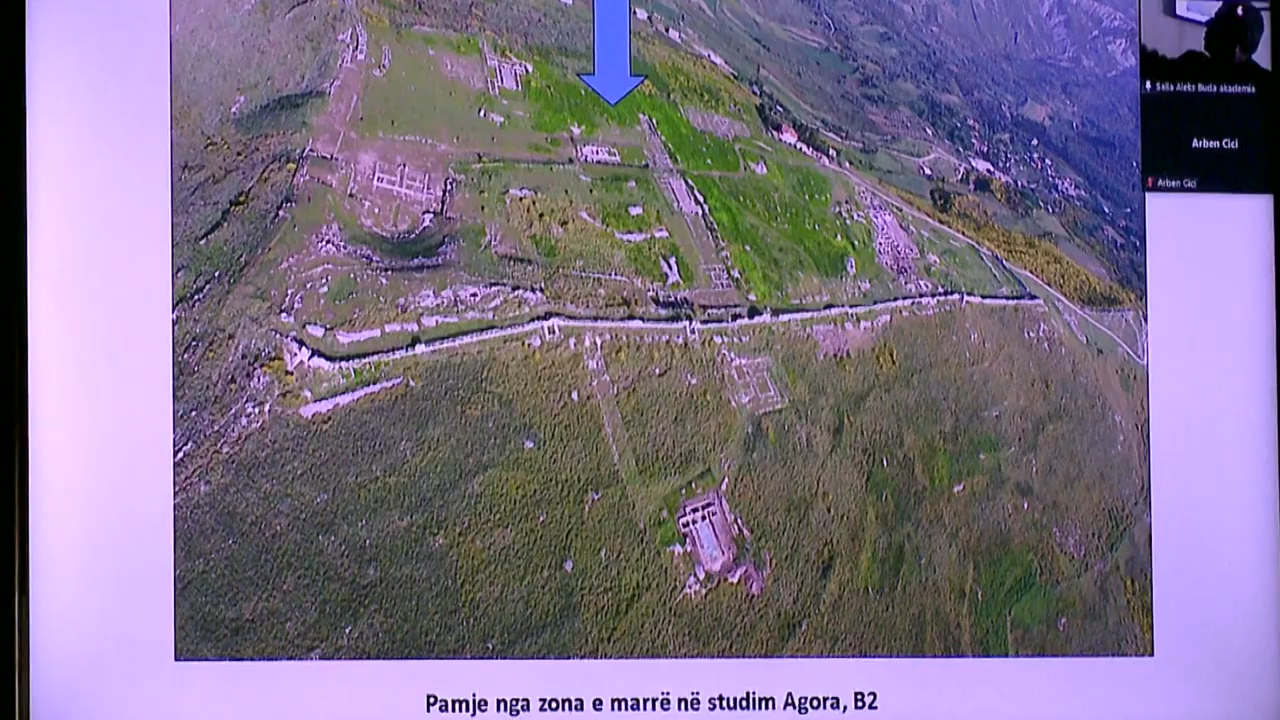 Salla Aleks Buda akademia
Arben Cici
Arben Cici
Pamje nga zona e marrë në studim Agora, B2